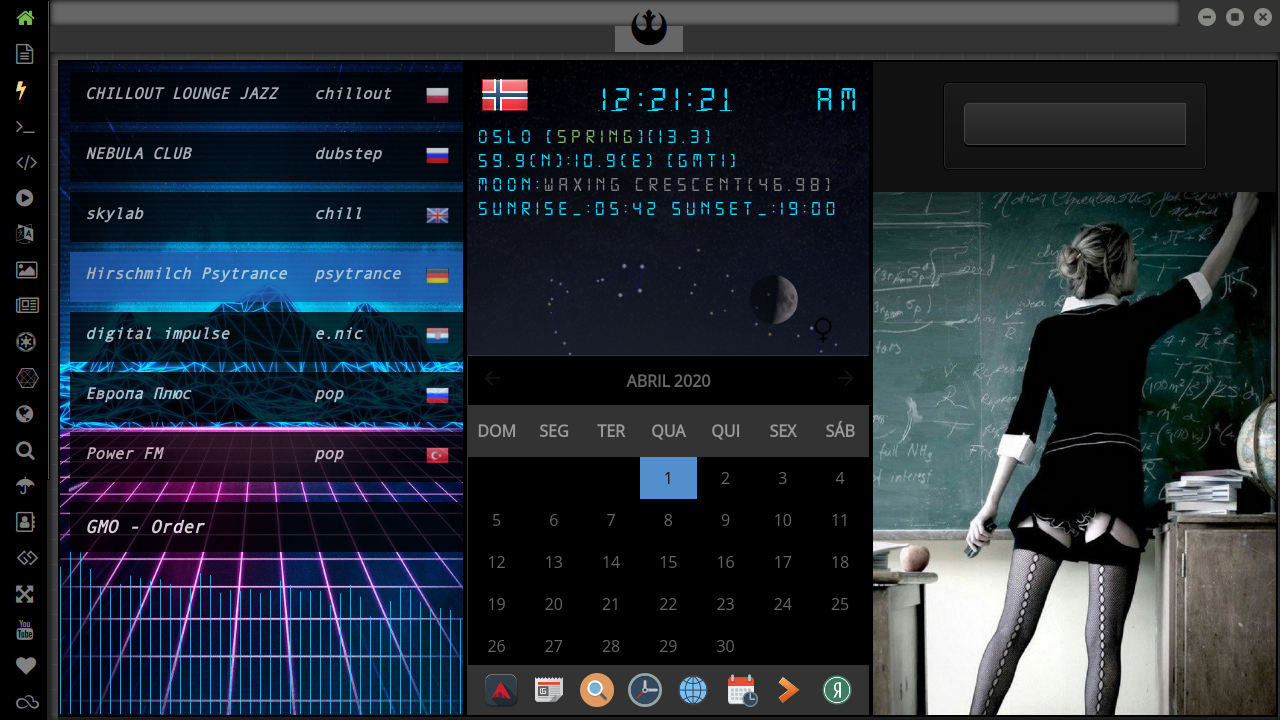 CHILLOUT LOUNGE JAZZ chillout
NEBULA CLUB dubstep
skylab chill
Hirschmilch Psytrance psytrance
digital impulse e.nic
Европа Плюс pop
Power FM pop
GMO - Order
12:21:21 AM
OSLO [SPRING][13.3]
59.9(N):10.9(E) [GMT1]
MOON:WAXING CRESCENT[46.98]
SUNRISE_:05:42 SUNSET_:19:00
ABRIL 2020
DOM SEG TER QUA QUI SEX SÁB
1 2 3 4
5 6 7 8 9 10 11
12 13 14 15 16 17 18
19 20 21 22 23 24 25
26 27 28 29 30
You
Tube
Я